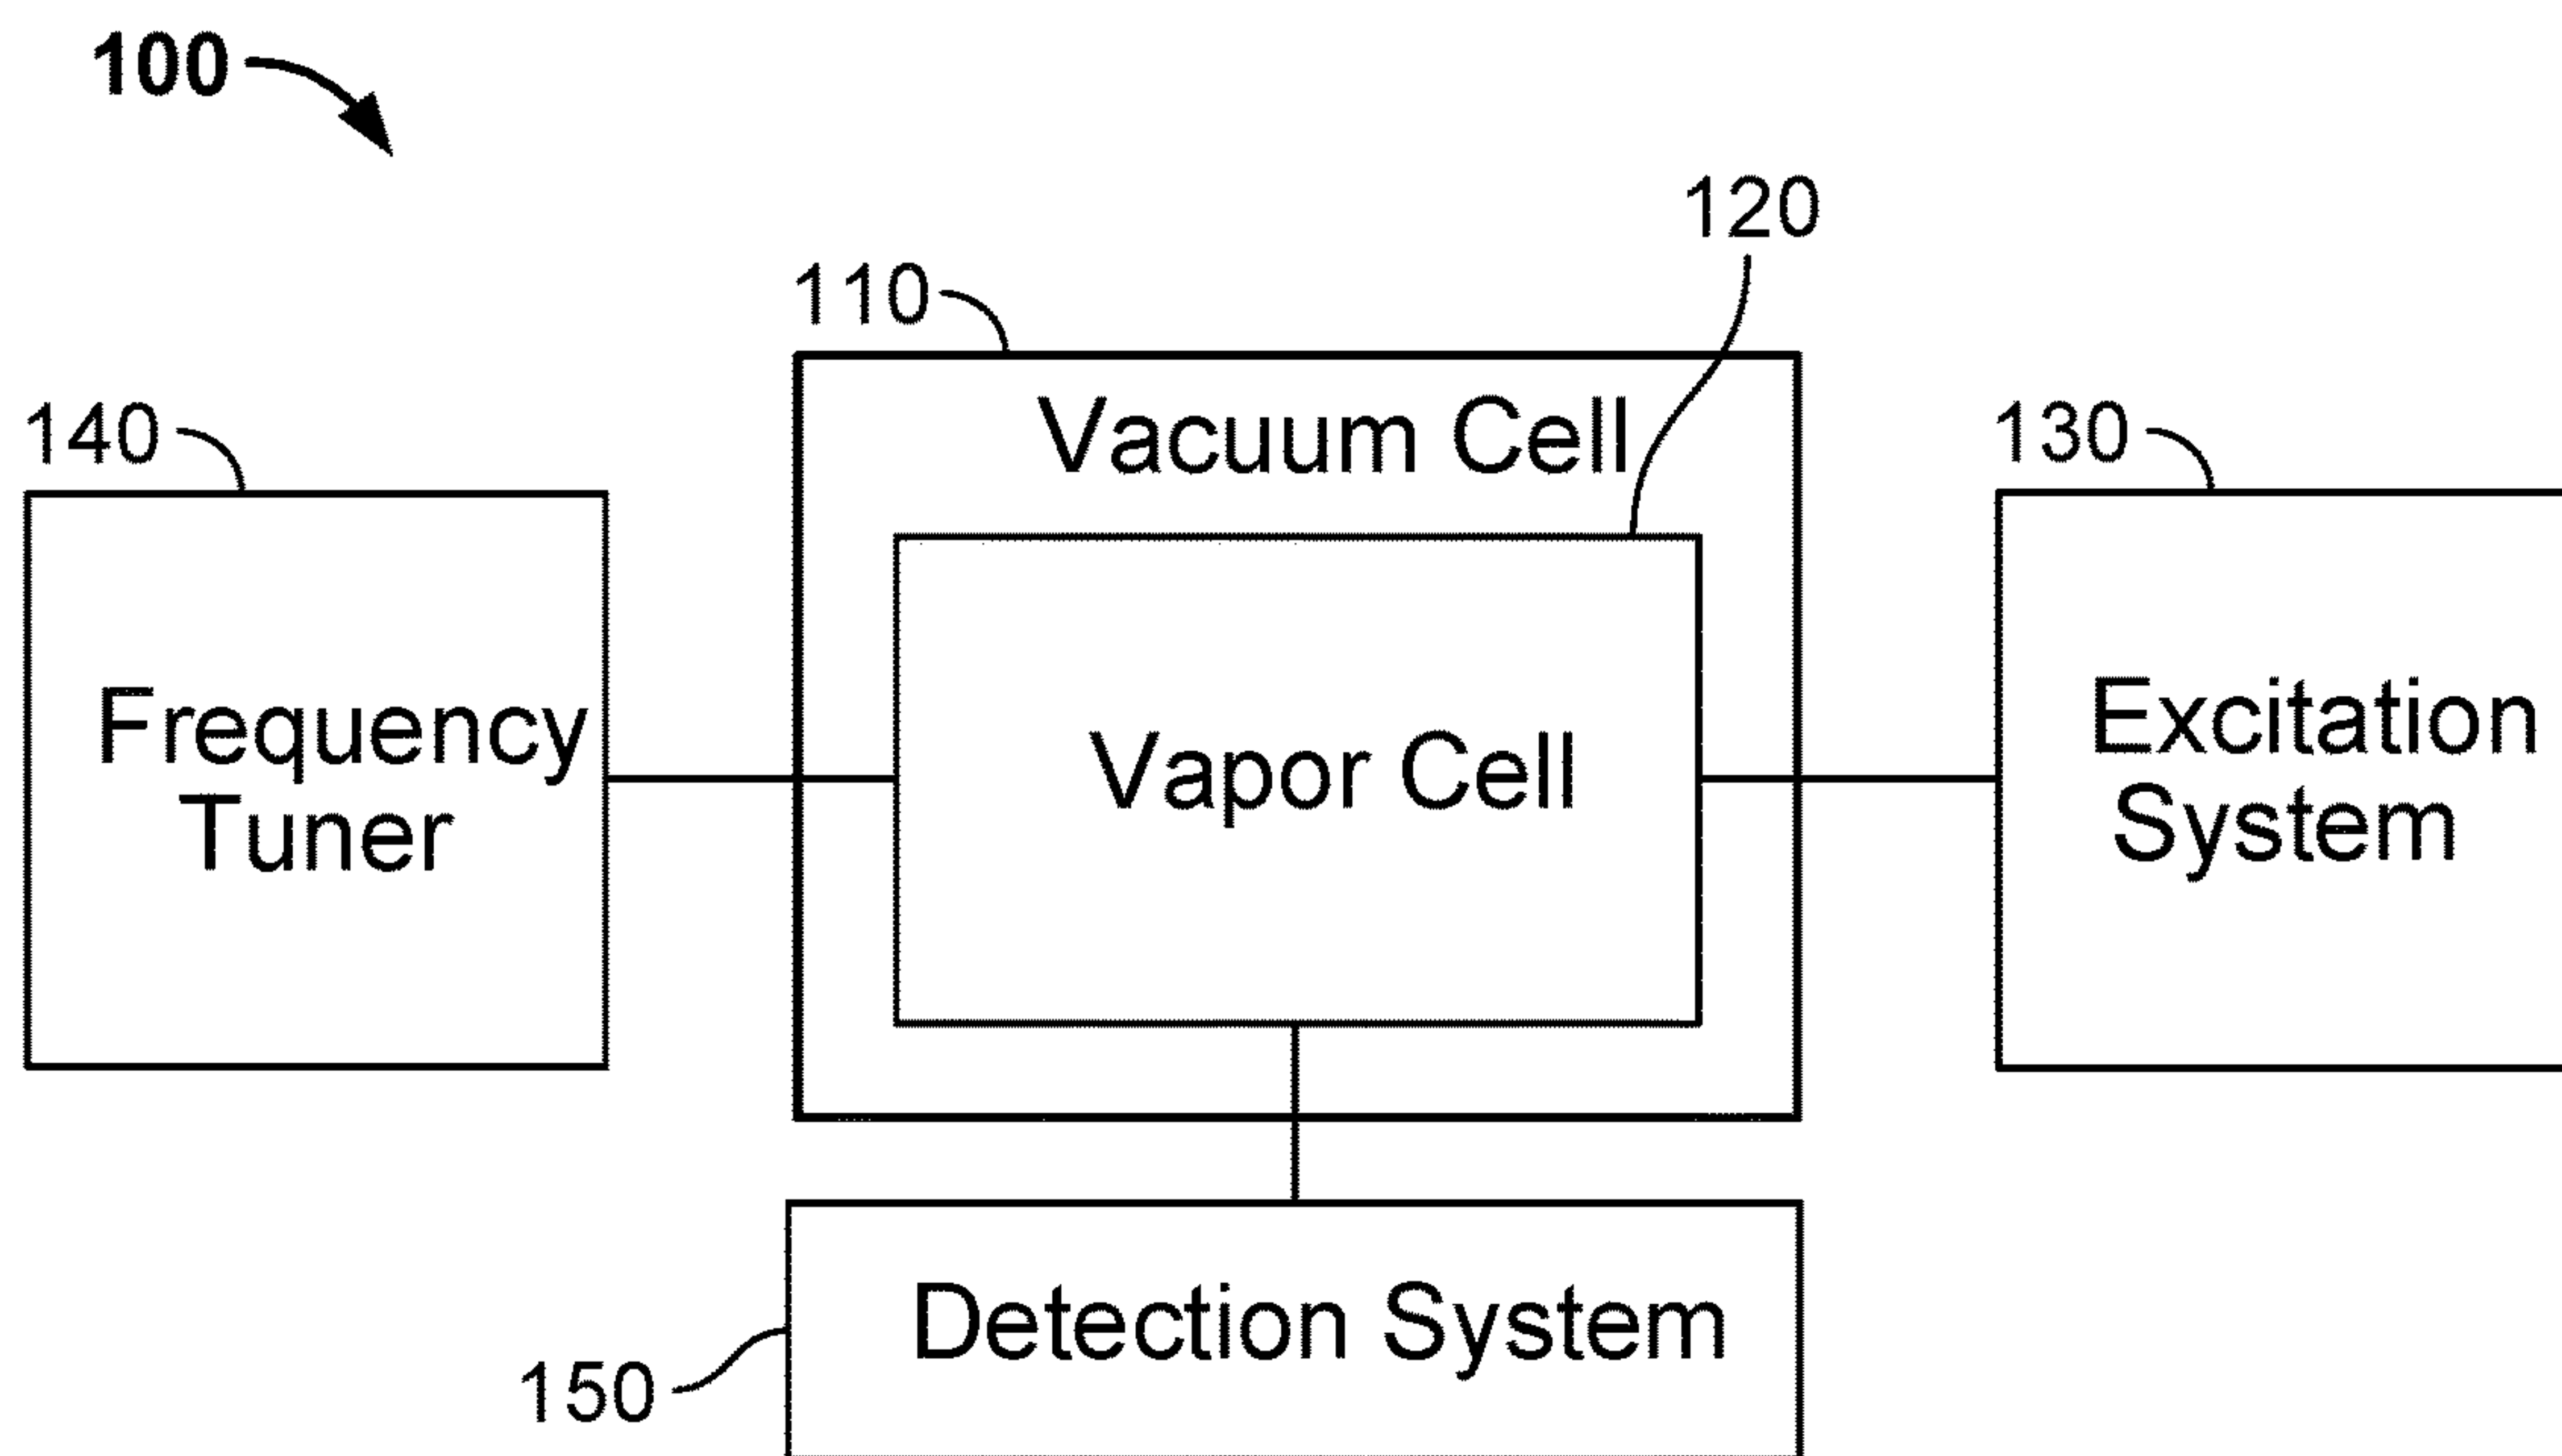 100
120
110
Vacuum Cell
140
130
Frequency
Tuner
Vapor Cell
Excitation
System
Detection System
150